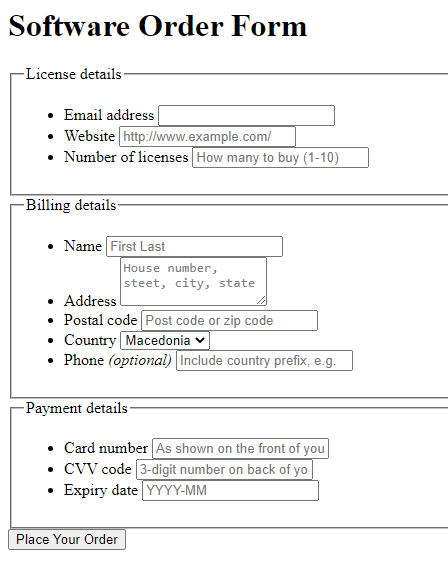 Software Order Form
License details
Email address
Website http://www.example.com/
Number of licenses How many to buy (1-10)
Billing details
Name First Last
House number,
Address steet, city, state
Postal code Post code or zip code
Country Macedonia
Phone (optional) Include country prefix, e.g.
Payment details
Card number As shown on the front of you
CVV code 3-digit number on back of yo
Expiry date YYYY-MM
Place Your Order